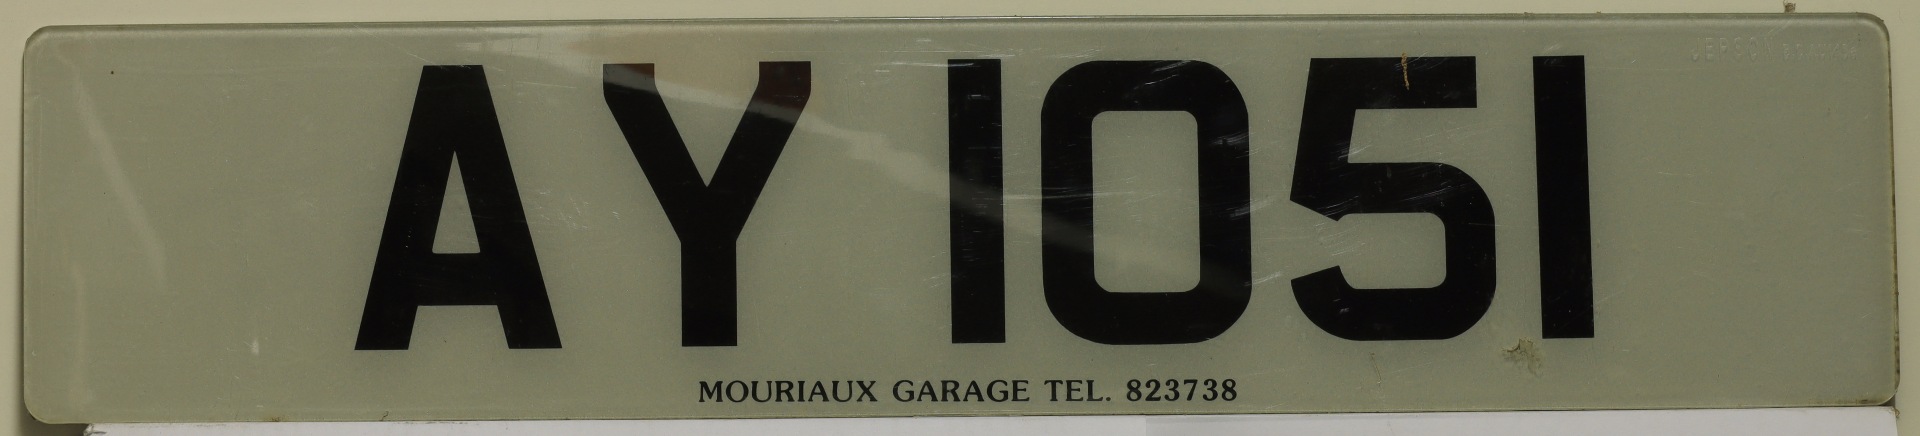 AY 1051
MOURIAUX GARAGE TEL. 823738